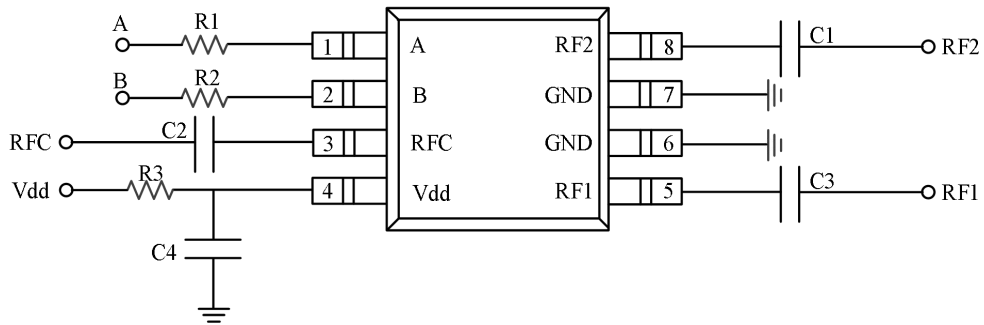 A R1 1 A RF2 8 C1 RF2
B R2 2 B GND 7
RFC C2 3 RFC GND 6
Vdd R3 4 Vdd RF1 5 C3 RF1
C4